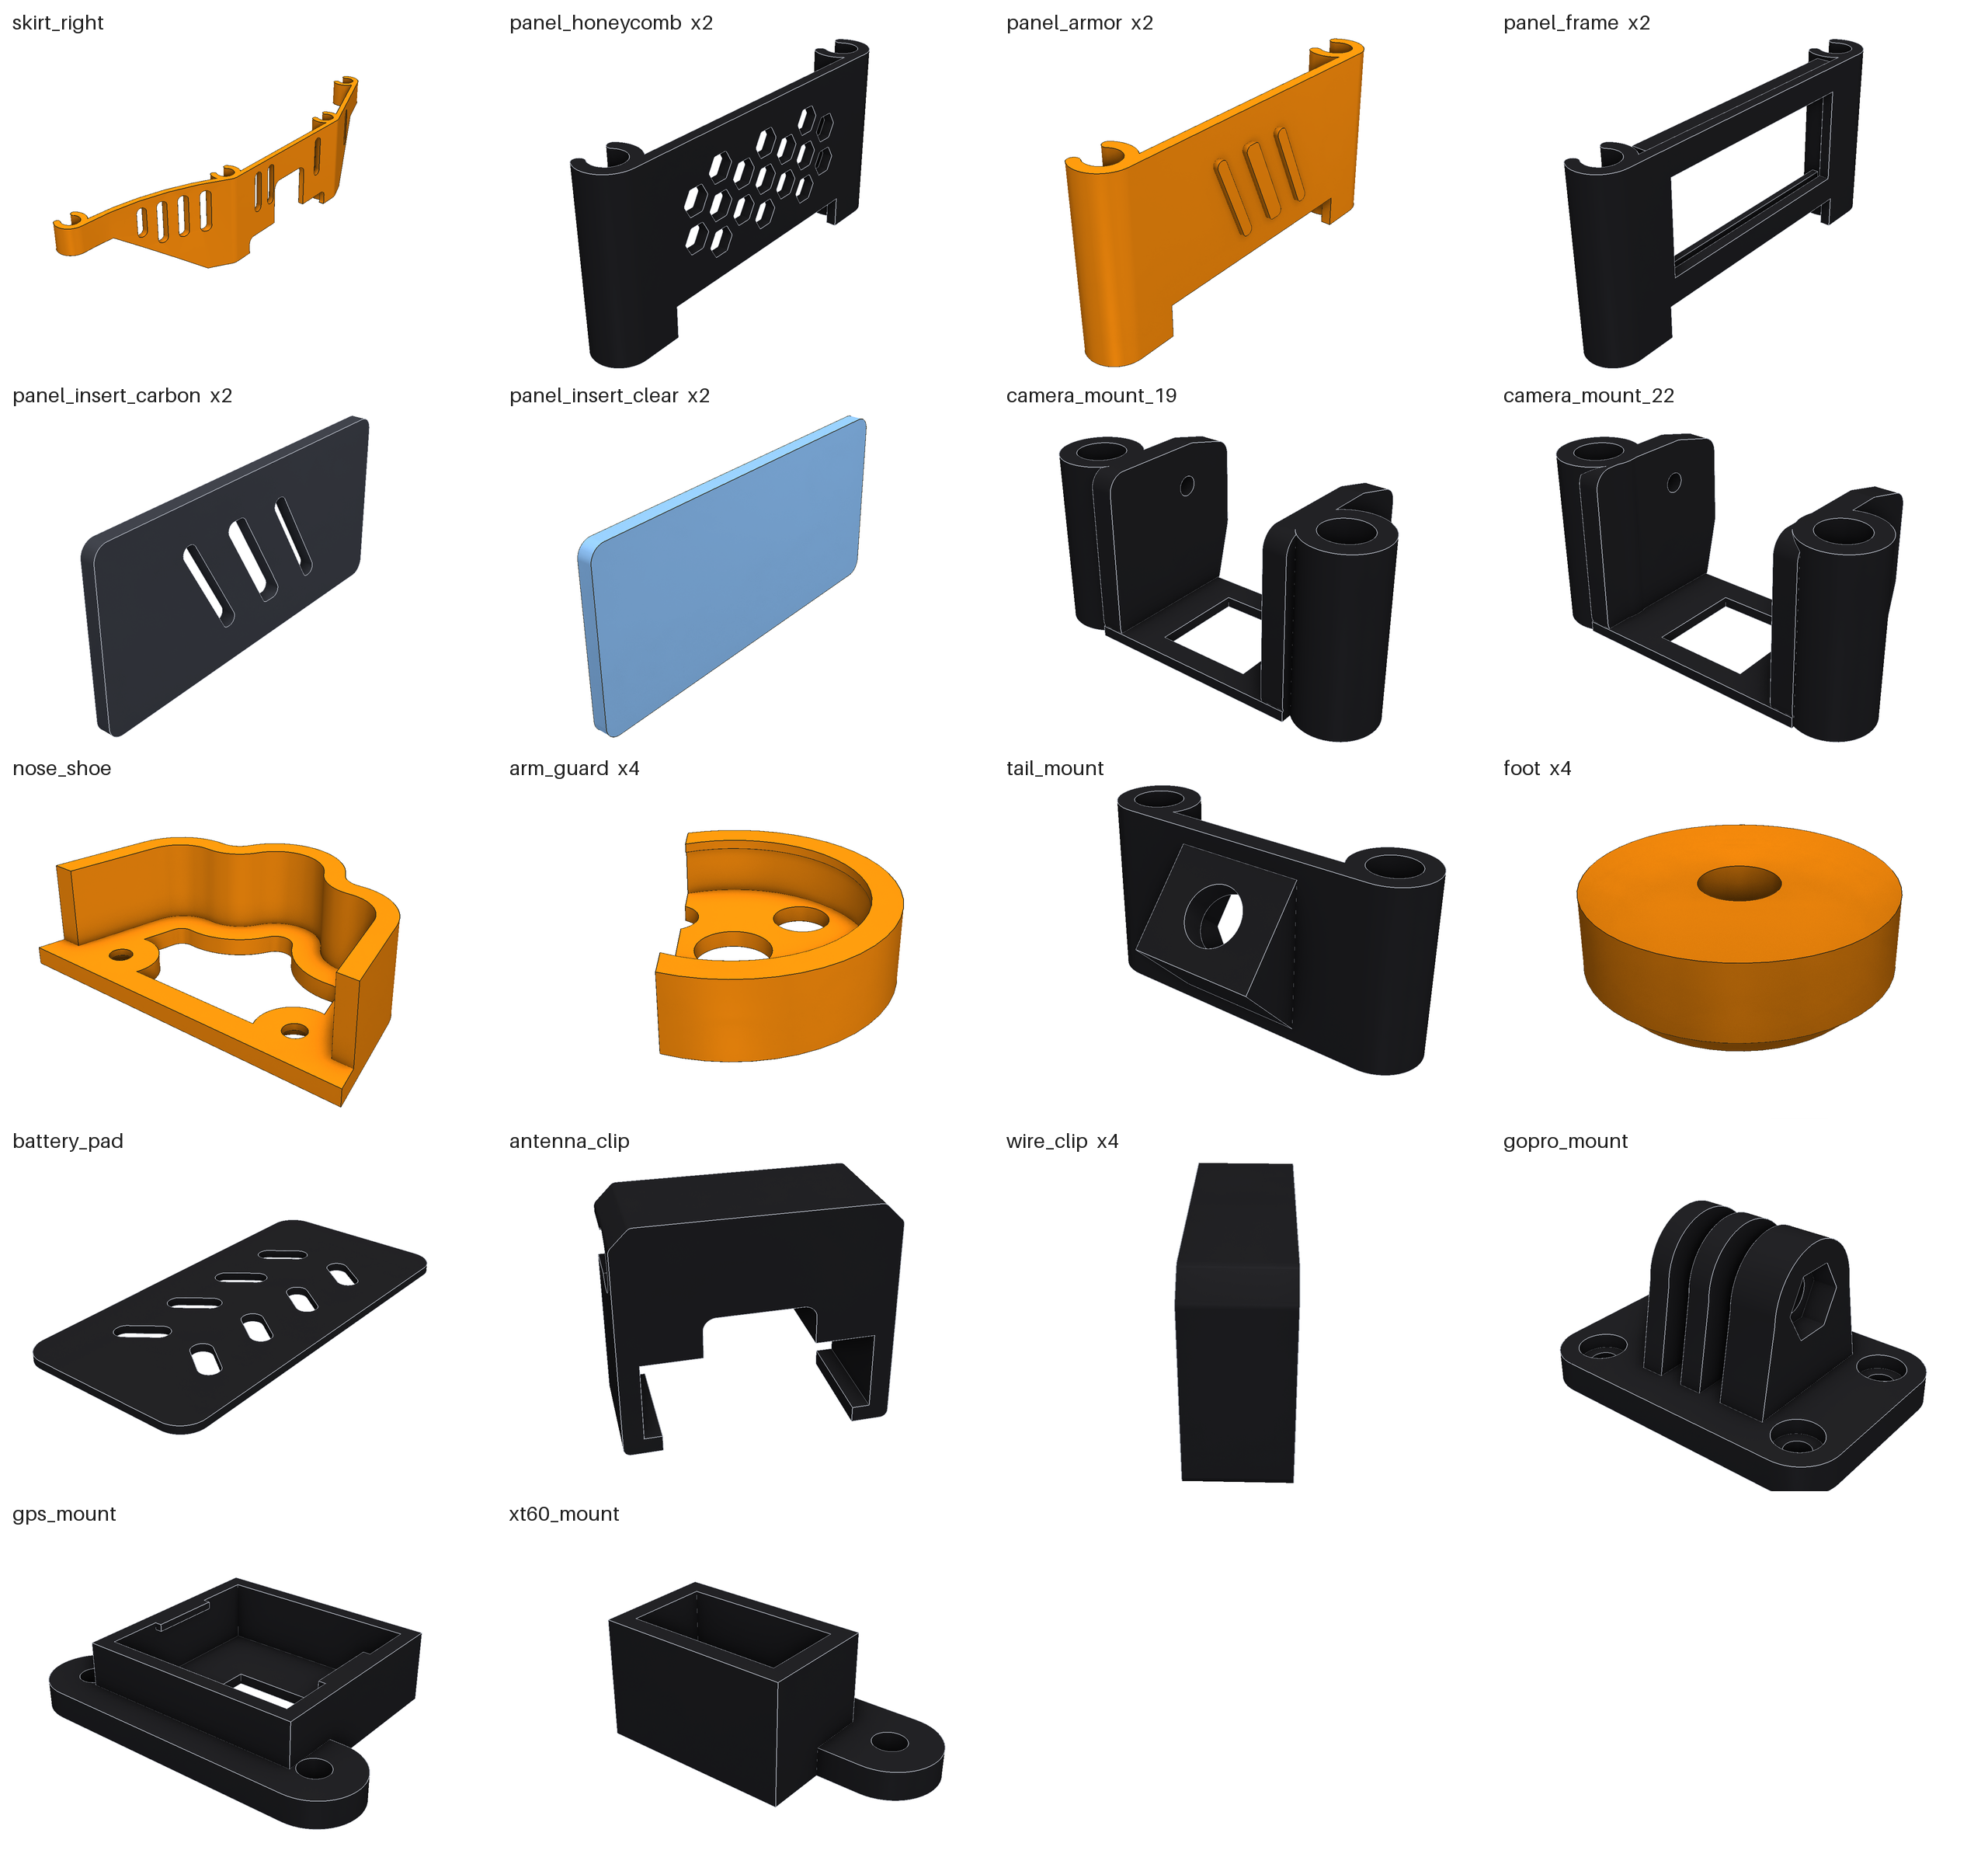 skirt_right
panel_honeycomb x2
panel_armor x2
panel_frame x2
panel_insert_carbon x2
panel_insert_clear x2
camera_mount_19
camera_mount_22
nose_shoe
arm_guard x4
tail_mount
foot x4
battery_pad
antenna_clip
wire_clip x4
gopro_mount
gps_mount
xt60_mount